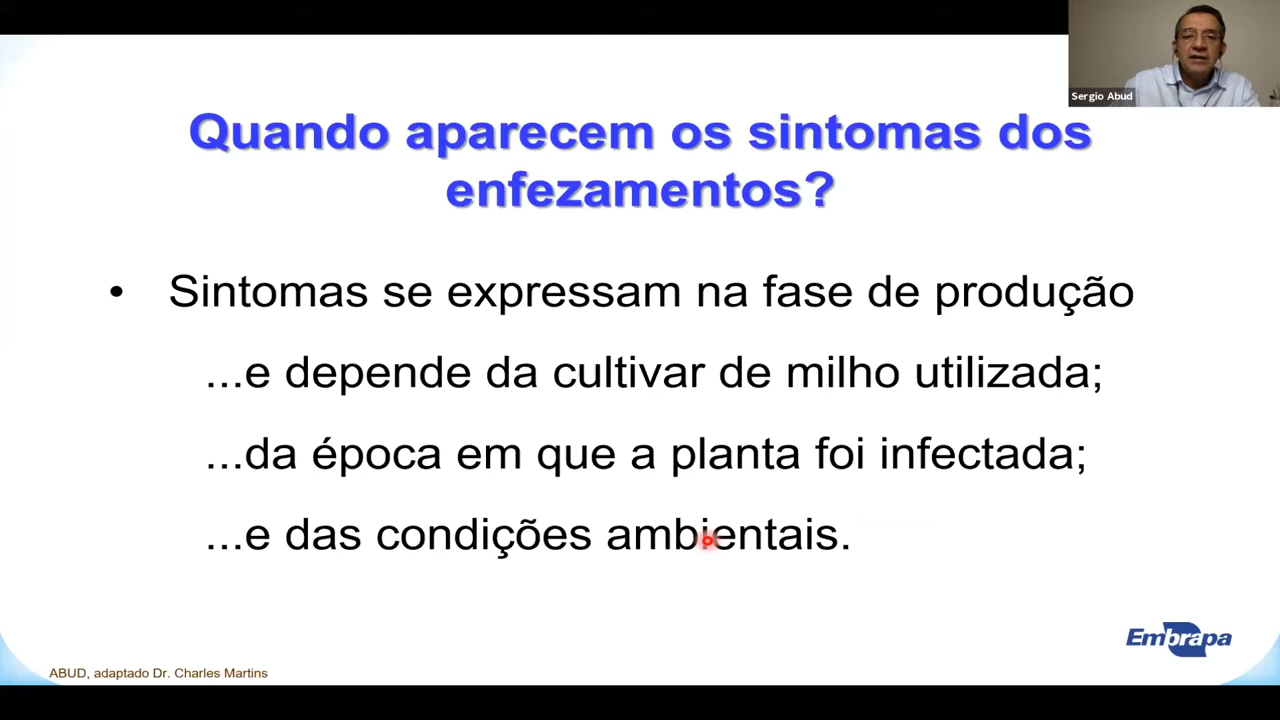 Sergio Abud
Quando aparecem os sintomas dos
enfezamentos?
• Sintomas se expressam na fase de produção
...e depende da cultivar de milho utilizada;
...da época em que a planta foi infectada;
...e das condições ambientais.
Embrapa
ABUD, adaptado Dr. Charles Martins